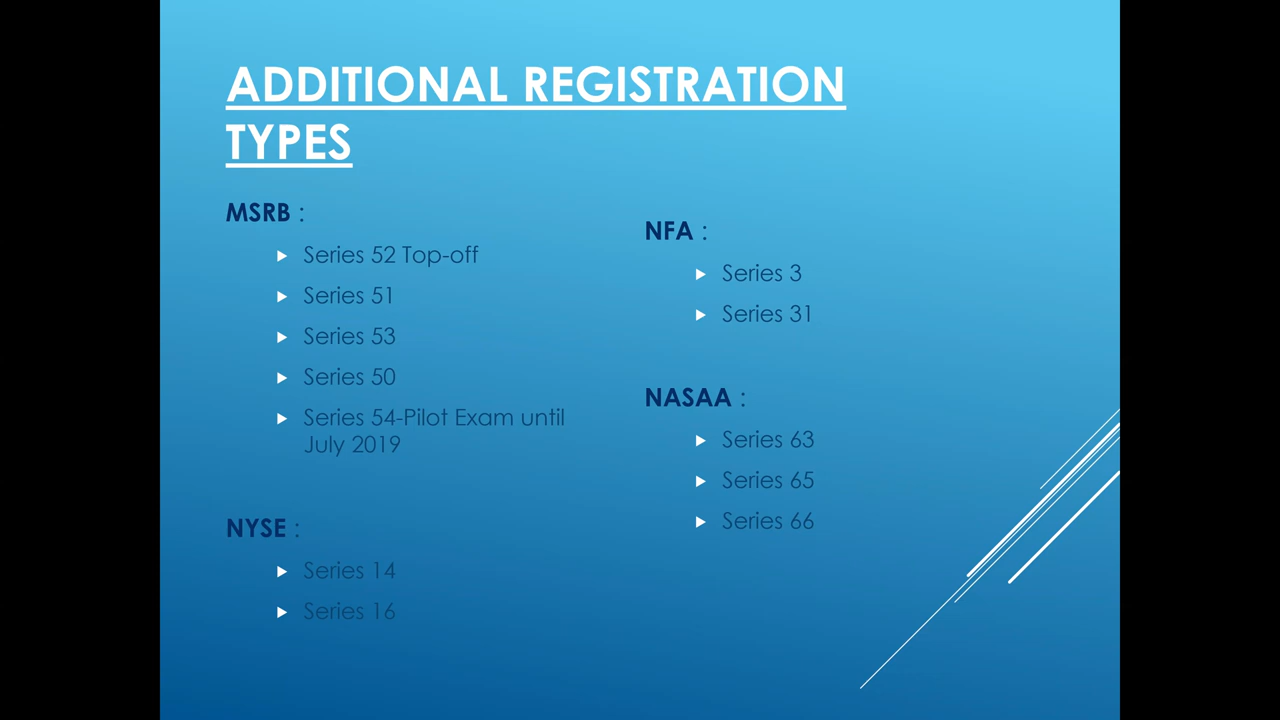 ADDITIONAL REGISTRATION
TYPES
MSRB :
Series 52 Top-off
Series 51
Series 53
Series 50
Series 54-Pilot Exam until
July 2019
NYSE :
Series 14
Series 16
NFA :
Series 3
Series 31
NASAA :
Series 63
Series 65
Series 66